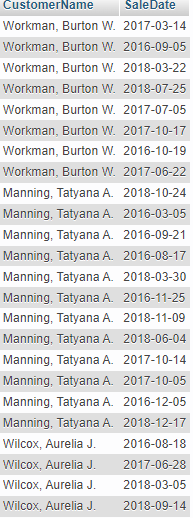 CustomerName SaleDate
Workman, Burton W. 2017-03-14
Workman, Burton W. 2016-09-05
Workman, Burton W. 2018-03-22
Workman, Burton W. 2018-07-25
Workman, Burton W. 2017-07-05
Workman, Burton W. 2017-10-17
Workman, Burton W. 2016-10-19
Workman, Burton W. 2017-06-22
Manning, Tatyana A. 2018-10-24
Manning, Tatyana A. 2016-03-05
Manning, Tatyana A. 2016-09-21
Manning, Tatyana A. 2016-08-17
Manning, Tatyana A. 2018-03-30
Manning, Tatyana A. 2016-11-25
Manning, Tatyana A. 2018-11-09
Manning, Tatyana A. 2018-06-04
Manning, Tatyana A. 2017-10-14
Manning, Tatyana A. 2017-10-05
Manning, Tatyana A. 2016-12-05
Manning, Tatyana A. 2018-12-17
Wilcox, Aurelia J. 2016-08-18
Wilcox, Aurelia J. 2017-06-28
Wilcox, Aurelia J. 2018-03-05
Wilcox, Aurelia J. 2018-09-14